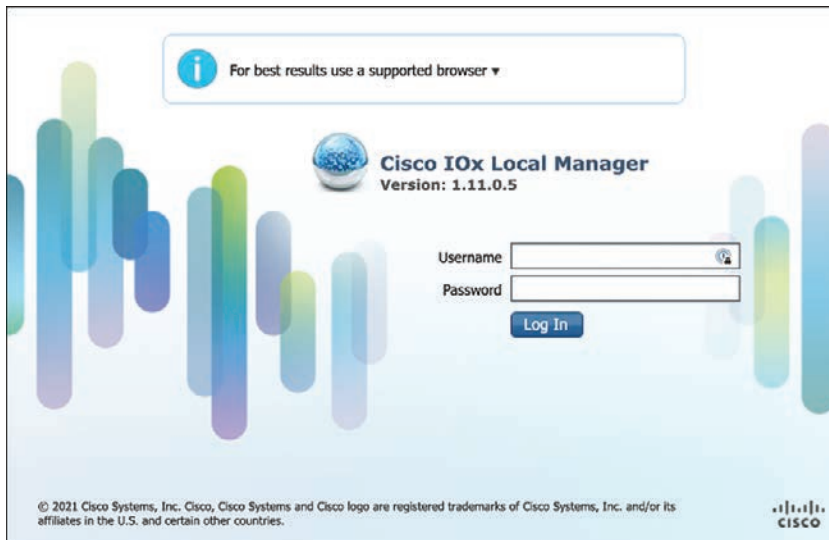 For best results use a supported browser ▾
Cisco IOx Local Manager
Version: 1.11.0.5
Username
Password
Log In
© 2021 Cisco Systems, Inc. Cisco, Cisco Systems and Cisco logo are registered trademarks of Cisco Systems, Inc. and/or its
affiliates in the U.S. and certain other countries.
CISCO